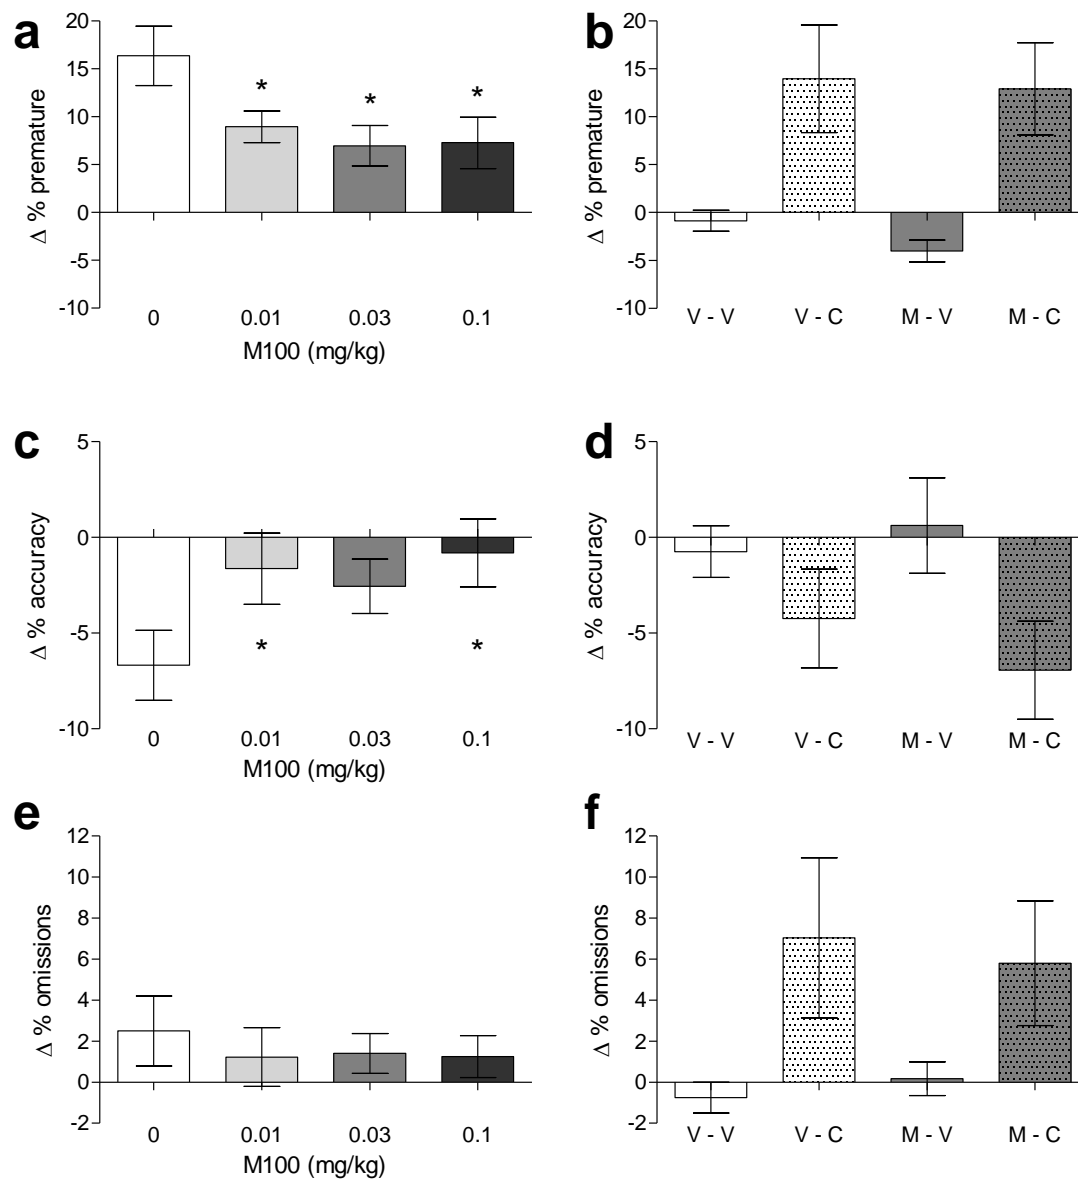 a
20
15
10
5
0
-5
-10
Δ % premature
*
*
*
0 0.01 0.03 0.1
M100 (mg/kg)
b
20
15
10
5
0
-5
-10
Δ % premature
V - V V - C M - V M - C
c
5
0
-5
-10
Δ % accuracy
* *
0 0.01 0.03 0.1
M100 (mg/kg)
d
5
0
-5
-10
Δ % accuracy
V - V V - C M - V M - C
e
12
10
8
6
4
2
0
-2
Δ % omissions
0 0.01 0.03 0.1
M100 (mg/kg)
f
12
10
8
6
4
2
0
-2
Δ % omissions
V - V V - C M - V M - C